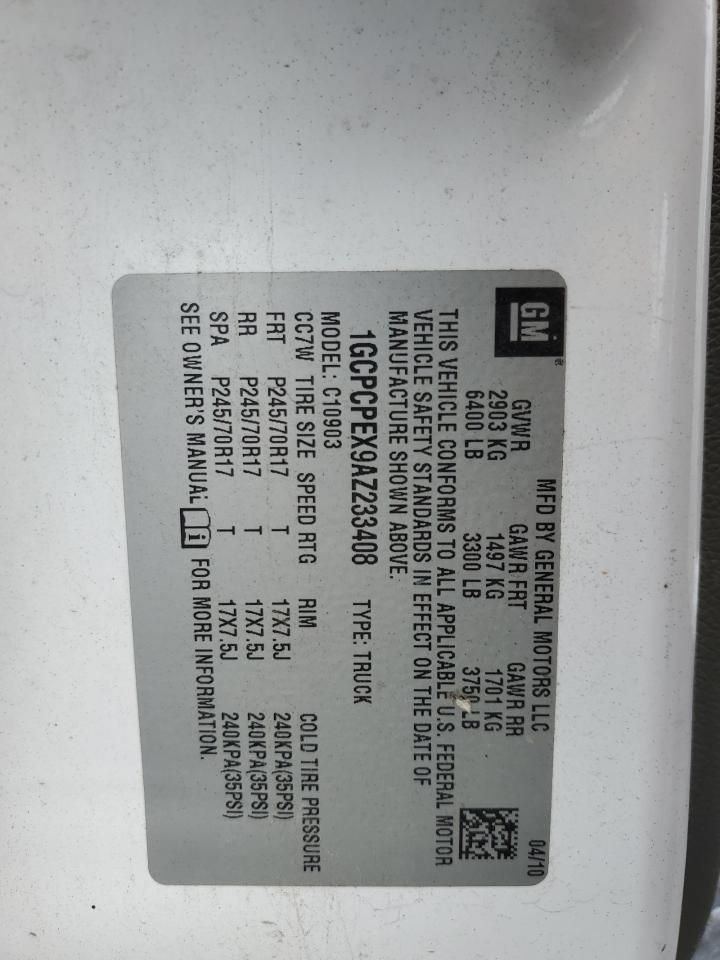 GM
MFD BY GENERAL MOTORS LLC 04/10
GVWR GAWR FRT GAWR RR
2903 KG 1497 KG 1701 KG
6400 LB 3300 LB 3750 LB
THIS VEHICLE CONFORMS TO ALL APPLICABLE U.S. FEDERAL MOTOR
VEHICLE SAFETY STANDARDS IN EFFECT ON THE DATE OF
MANUFACTURE SHOWN ABOVE.
1GCPCPEX9AZ233408 TYPE: TRUCK
MODEL: C10903
CC7W TIRE SIZE SPEED RTG RIM COLD TIRE PRESSURE
FRT P245/70R17 T 17X7.5J 240KPA(35PSI)
RR P245/70R17 T 17X7.5J 240KPA(35PSI)
SPA P245/70R17 T 17X7.5J 240KPA(35PSI)
SEE OWNER'S MANUAL i FOR MORE INFORMATION.